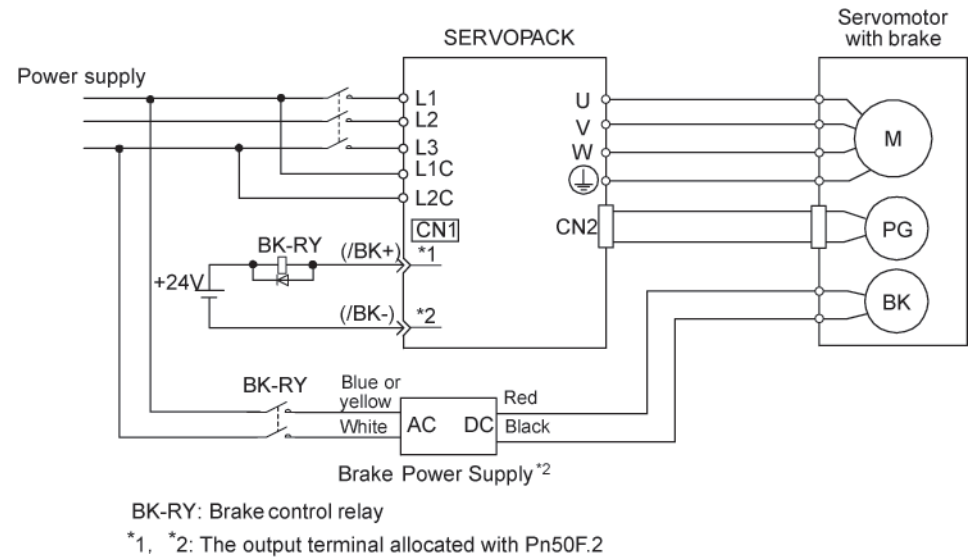 Servomotor
with brake
SERVOPACK
Power supply
L1
L2
L3
L1C
L2C
U
V
W
M
CN1
CN2
PG
BK-RY
(/BK+)
*1
+24V
(/BK-)
*2
BK
BK-RY
Blue or
yellow
White
AC
DC
Red
Black
Brake Power Supply*2
BK-RY: Brake control relay
*1, *2: The output terminal allocated with Pn50F.2